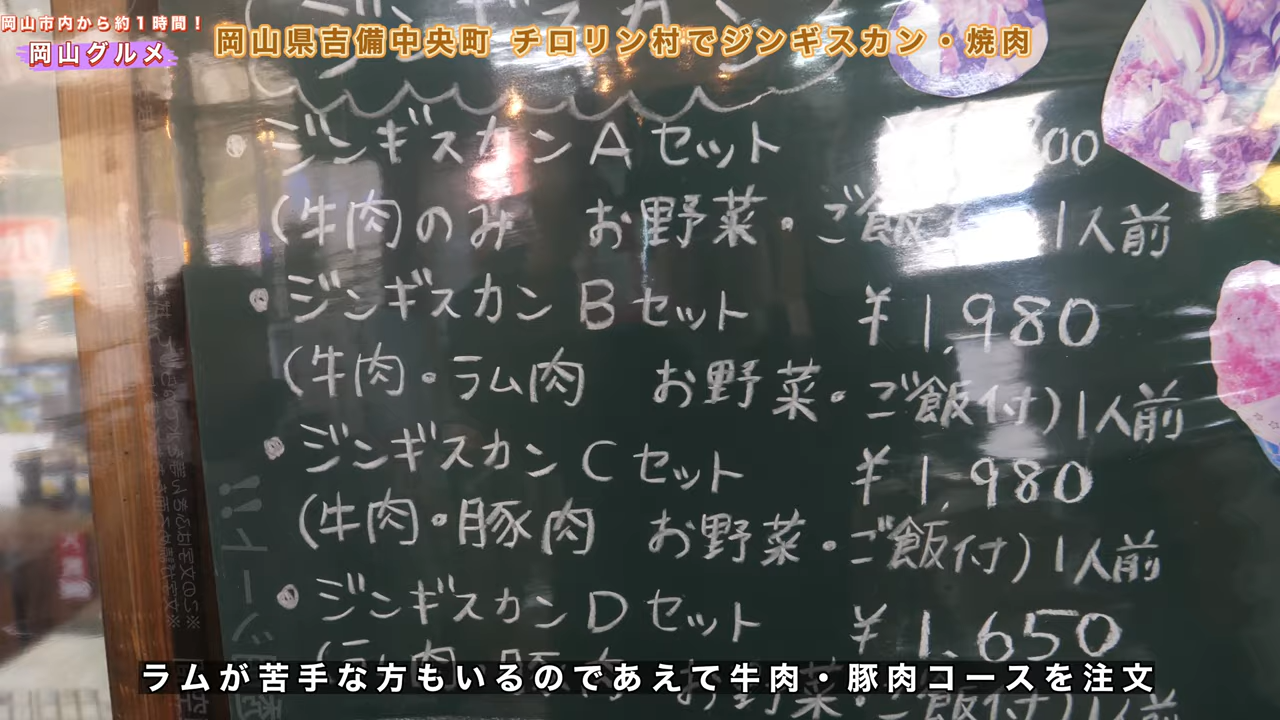 岡山市内から約1時間!
岡山グルメ
岡山県吉備中央町 チロリン村でジンギスカン・焼肉
ジンギスカン
・ジンギスカンAセット 00
(牛肉のみ お野菜・ご飯 1人前
・ジンギスカンBセット ¥1,980
(牛肉・ラム肉 お野菜・ご飯付)1人前
・ジンギスカンCセット ¥1,980
(牛肉・豚肉 お野菜・ご飯付)1人前
・ジンギスカンDセット ¥1,650
ラムが苦手な方もいるのであえて牛肉・豚肉コースを注文